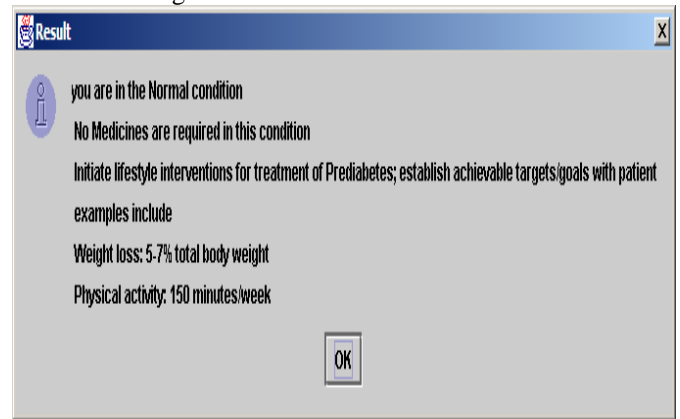 Result
X
you are in the Normal condition
No Medicines are required in this condition
Initiate lifestyle interventions for treatment of Prediabetes; establish achievable targets/goals with patient
examples include
Weight loss: 5-7% total body weight
Physical activity: 150 minutes/week
OK